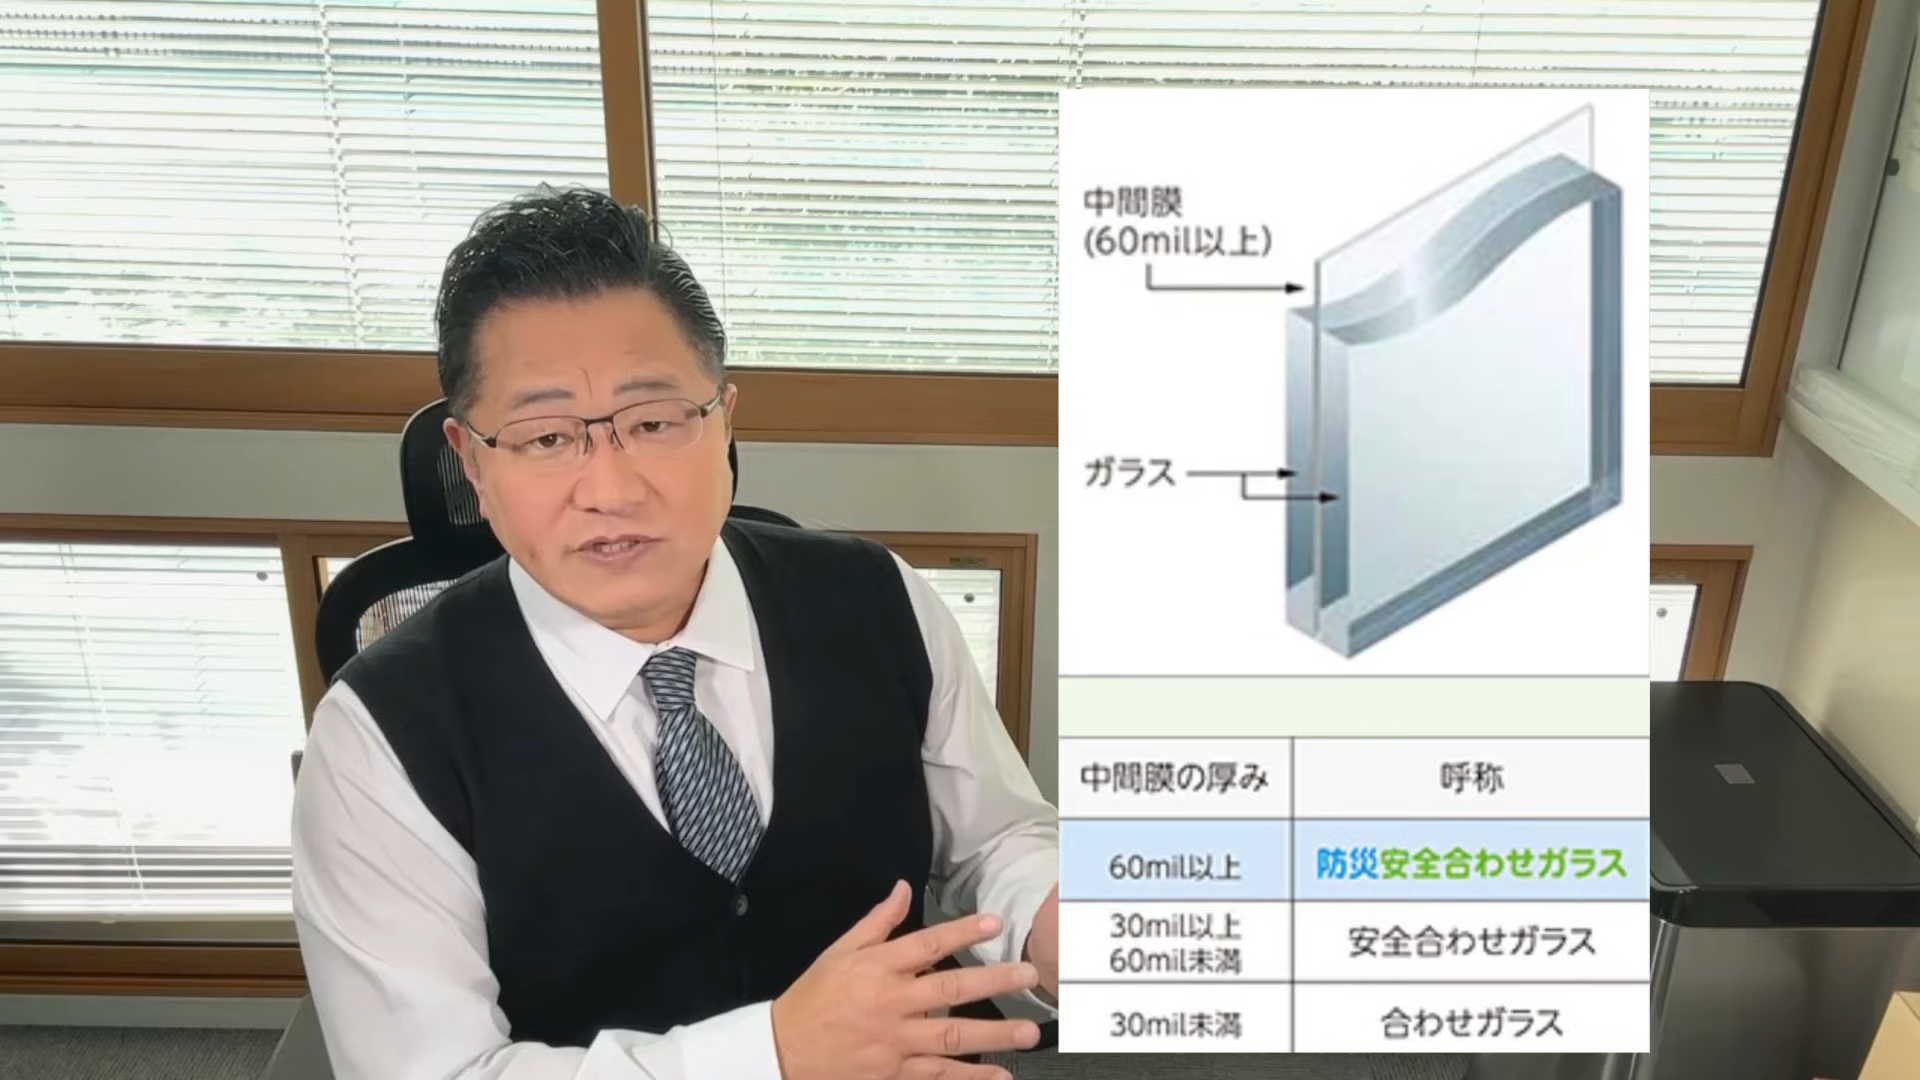 中間膜
(60mil以上)
ガラス
中間膜の厚み 呼称
60mil以上 防災安全合わせガラス
30mil以上
60mil未満
安全合わせガラス
30mil未満 合わせガラス